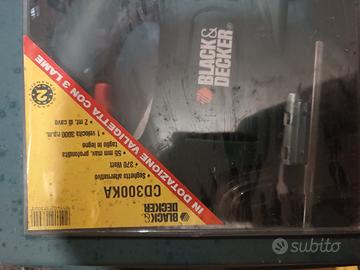 BLACK&
DECKER
IN DOTAZIONE VALIGETTA CON 3 LAME
BLACK&
DECKER
CD300KA
Seghetto alternativo
• 370 Watt
• 55 mm max. profondità
taglio in legno
1 velocità 3000 r.p.m.
• 2 mt. di cavo
subito